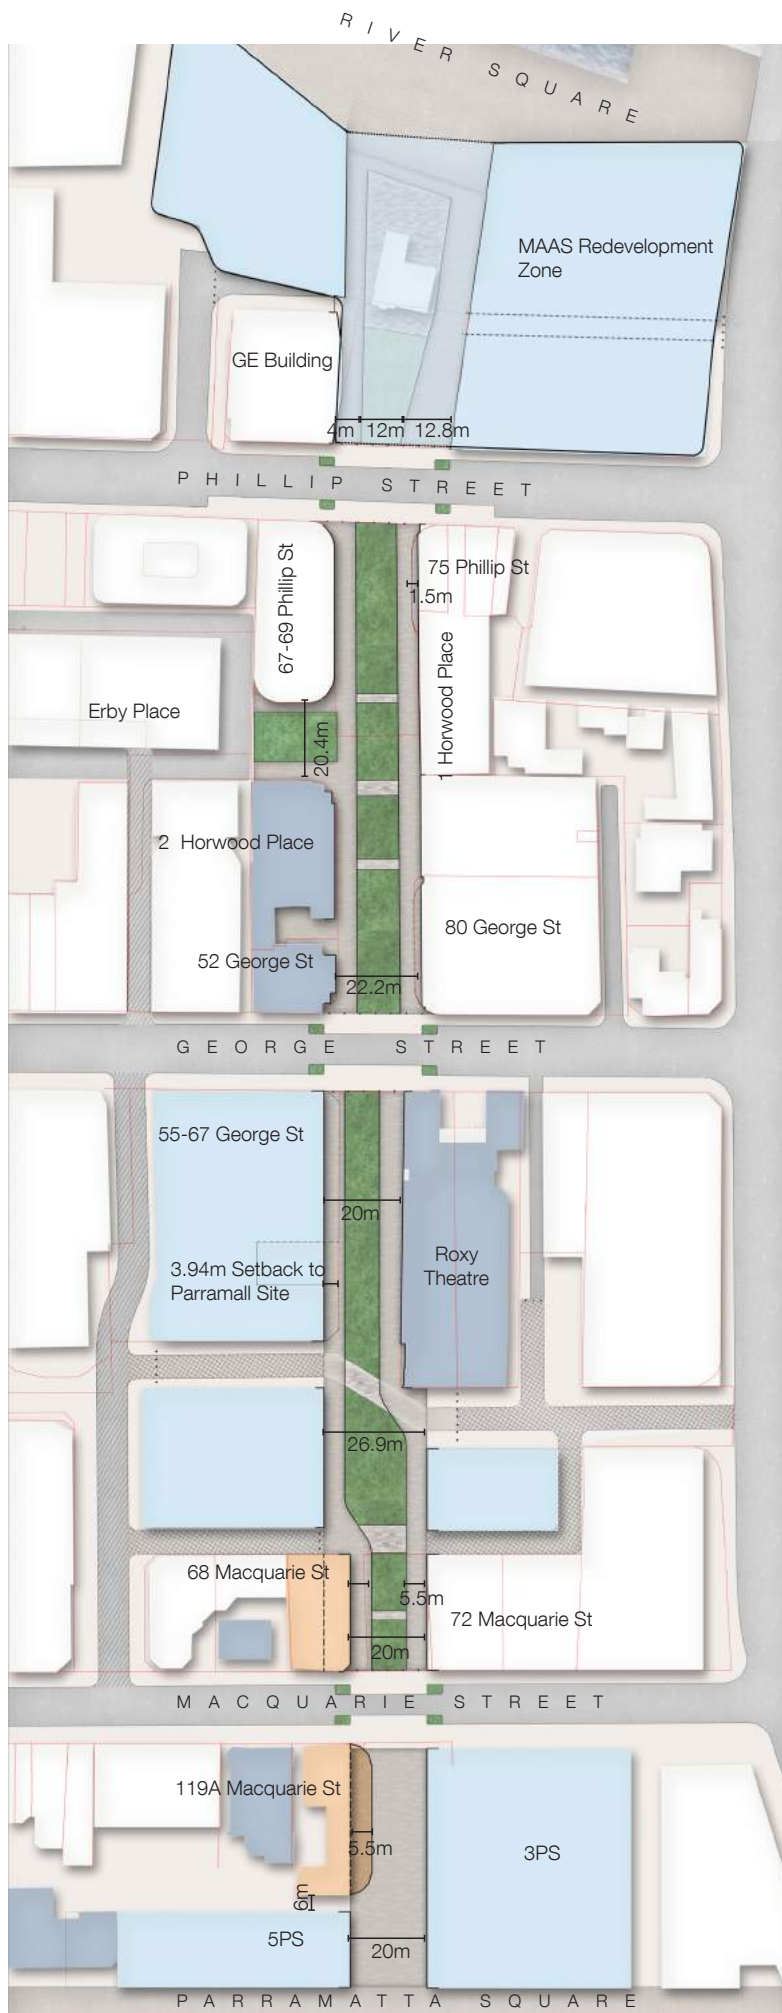 RIVER SQUARE
MAAS Redevelopment
Zone
GE Building
4m 12m 12.8m
PHILLIP STREET
67-69 Phillip St
75 Phillip St
1.5m
1 Horwood Place
Erby Place
20.4m
2 Horwood Place
80 George St
52 George St
22.2m
GEORGE STREET
55-67 George St
20m
Roxy
Theatre
3.94m Setback to
Parramall Site
26.9m
68 Macquarie St
5.5m
72 Macquarie St
20m
MACQUARIE STREET
119A Macquarie St
5.5m
3PS
6m
5PS
20m
PARRAMATTA SQUARE